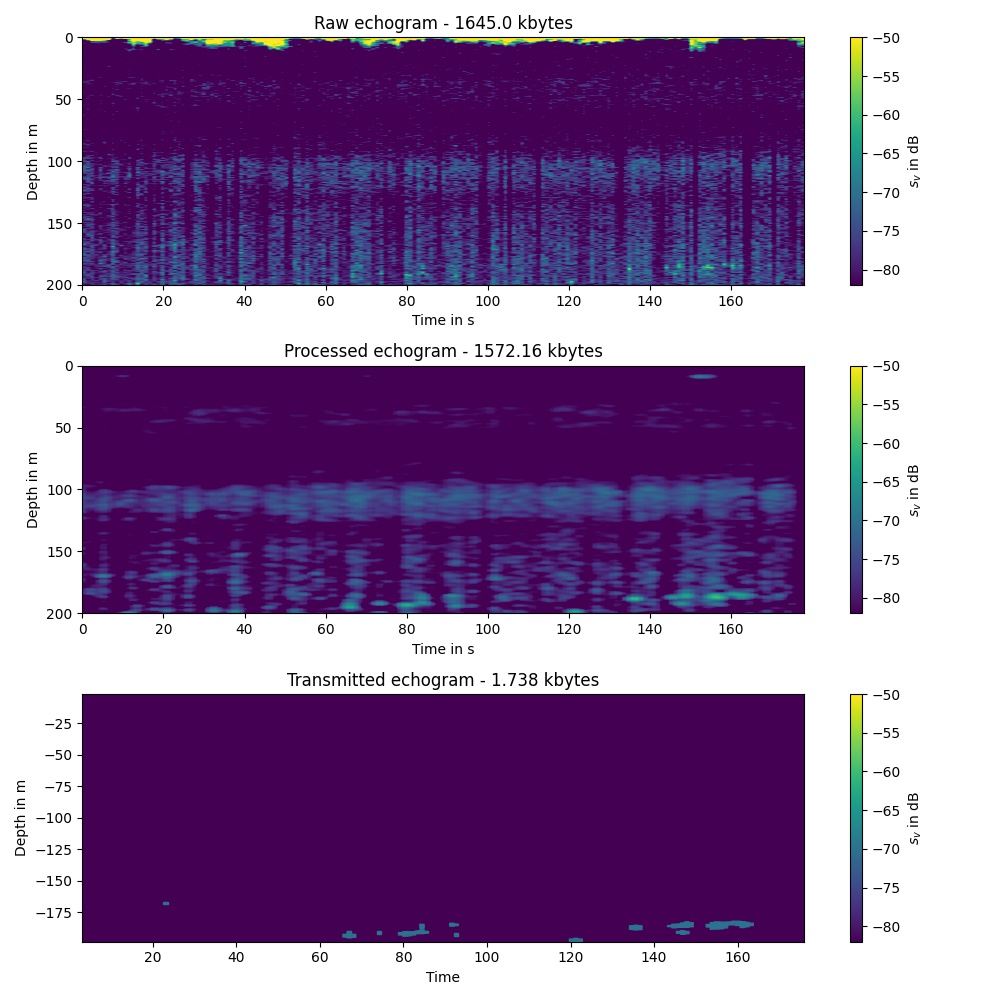 Raw echogram - 1645.0 kbytes
0
50
100
150
200
Depth in m
0 20 40 60 80 100 120 140 160
Time in s
−50
−55
−60
−65
−70
−75
−80
sv in dB
Processed echogram - 1572.16 kbytes
0
50
100
150
200
Depth in m
0 20 40 60 80 100 120 140 160
Time in s
−50
−55
−60
−65
−70
−75
−80
sv in dB
Transmitted echogram - 1.738 kbytes
−25
−50
−75
−100
−125
−150
−175
Depth in m
20 40 60 80 100 120 140 160
Time
−50
−55
−60
−65
−70
−75
−80
sv in dB